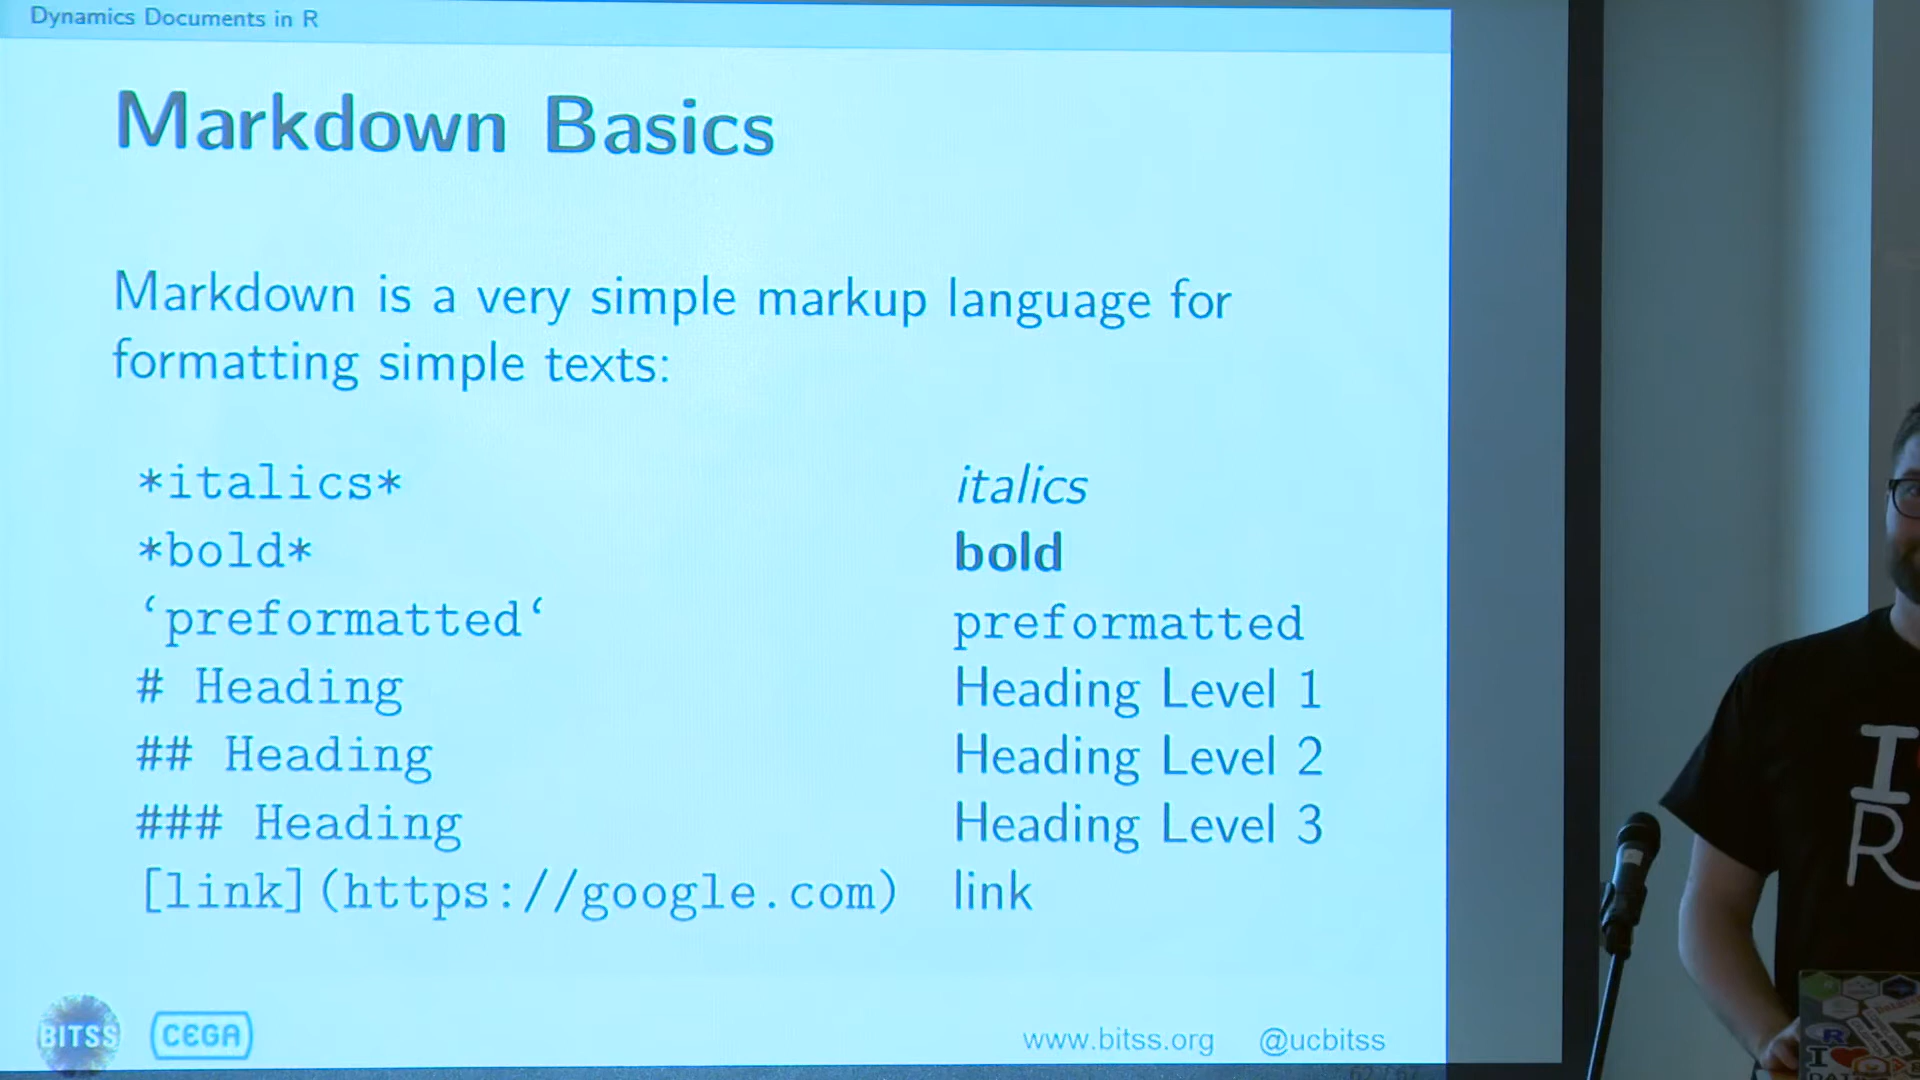 Dynamics Documents in R
Markdown Basics
Markdown is a very simple markup language for
formatting simple texts:
*italics* italics
*bold* bold
‘preformatted‘ preformatted
# Heading Heading Level 1
## Heading Heading Level 2
### Heading Heading Level 3
[link](https://google.com) link
BITSS CEGA www.bitss.org @ucbitss
62 / 67
I
R
R
I